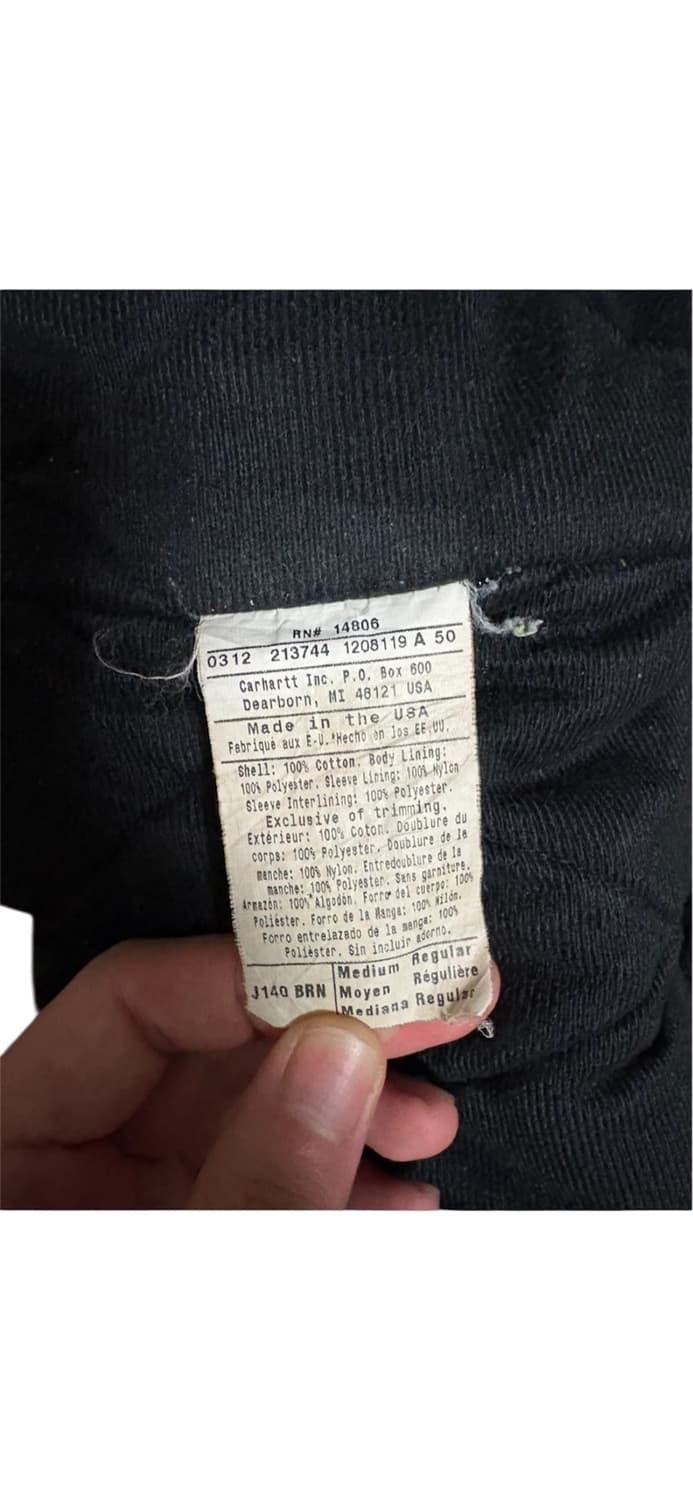 RN# 14806
0312 213744 1208119 A 50
Carhartt Inc. P.O. Box 600
Dearborn, MI 48121 USA
Made in the USA
Fabriqué aux É-U.*Hecho en los EE.UU.
Shell: 100% Cotton. Body Lining:
100% Polyester. Sleeve Lining: 100% Nylon
Sleeve Interlining: 100% Polyester.
Exclusive of trimming.
Extérieur: 100% Coton. Doublure du
corps: 100% Polyester. Doublure de la
manche: 100% Nylon. Entredoublure de la
manche: 100% Polyester. Sans garniture.
Armazón: 100% Algodón. Forro del cuerpo: 100%
Poliéster. Forro de la Manga: 100% Nilón.
Forro entrelazado de la manga: 100%
Poliéster. Sin incluir adorno.
J140 BRN
Medium Regular
Moyen Régulière
Mediana Regular